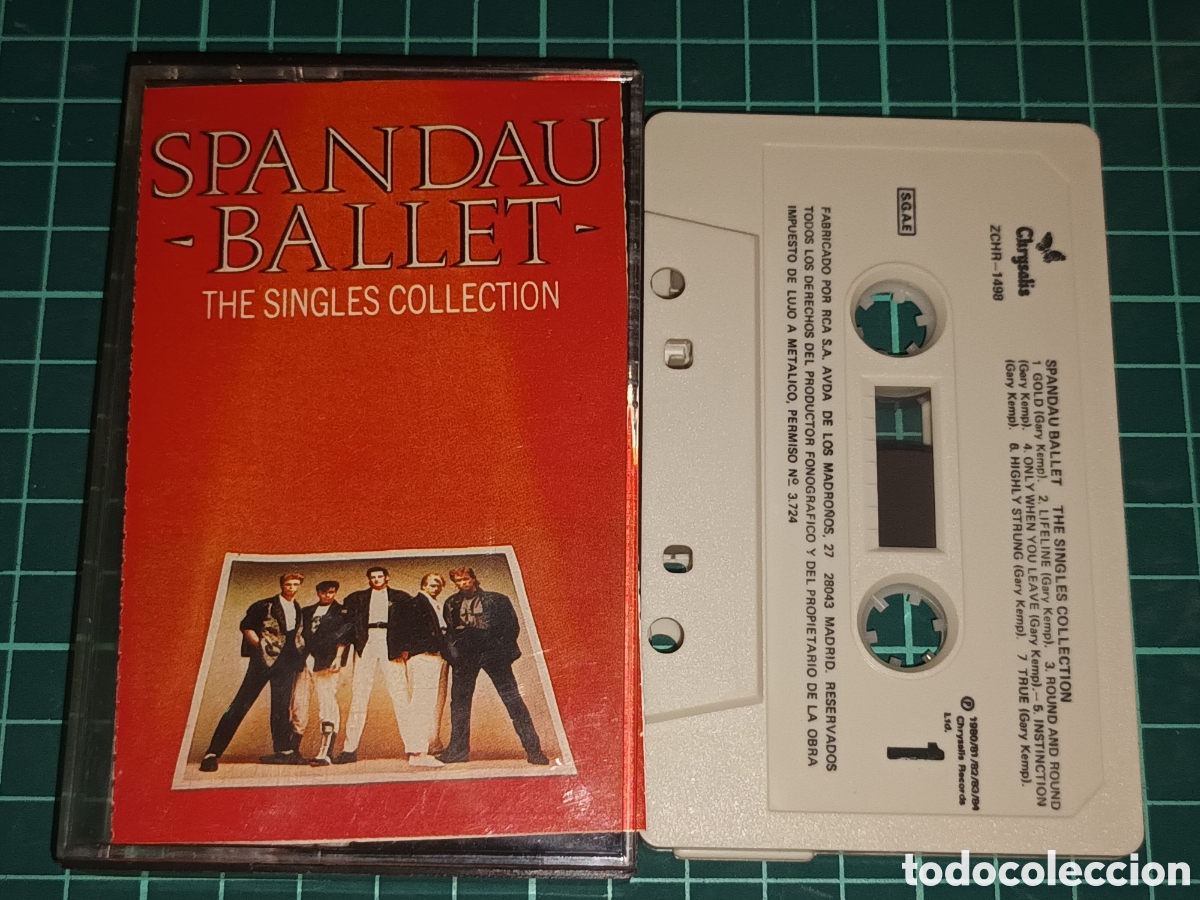 SPANDAU
- BALLET -
THE SINGLES COLLECTION
Chrysalis
ZCHR-1498
S.G.A.E
SPANDAU BALLET THE SINGLES COLLECTION
1 GOLD (Gary Kemp). 2. LIFELINE (Gary Kemp). 3. ROUND AND ROUND
(Gary Kemp). 4. ONLY WHEN YOU LEAVE (Gary Kemp).— 5. INSTINCTION
(Gary Kemp). 6. HIGHLY STRUNG (Gary Kemp). 7 TRUE (Gary Kemp).
℗ 1980/81/82/83/84
Chrysalis Records
Ltd.
1
FABRICADO POR RCA S.A. AVDA DE LOS MADROÑOS, 27 28043 MADRID. RESERVADOS
TODOS LOS DERECHOS DEL PRODUCTOR FONOGRAFICO Y DEL PROPIETARIO DE LA OBRA
IMPUESTO DE LUJO A METALICO, PERMISO Nº 3.724
todocoleccion